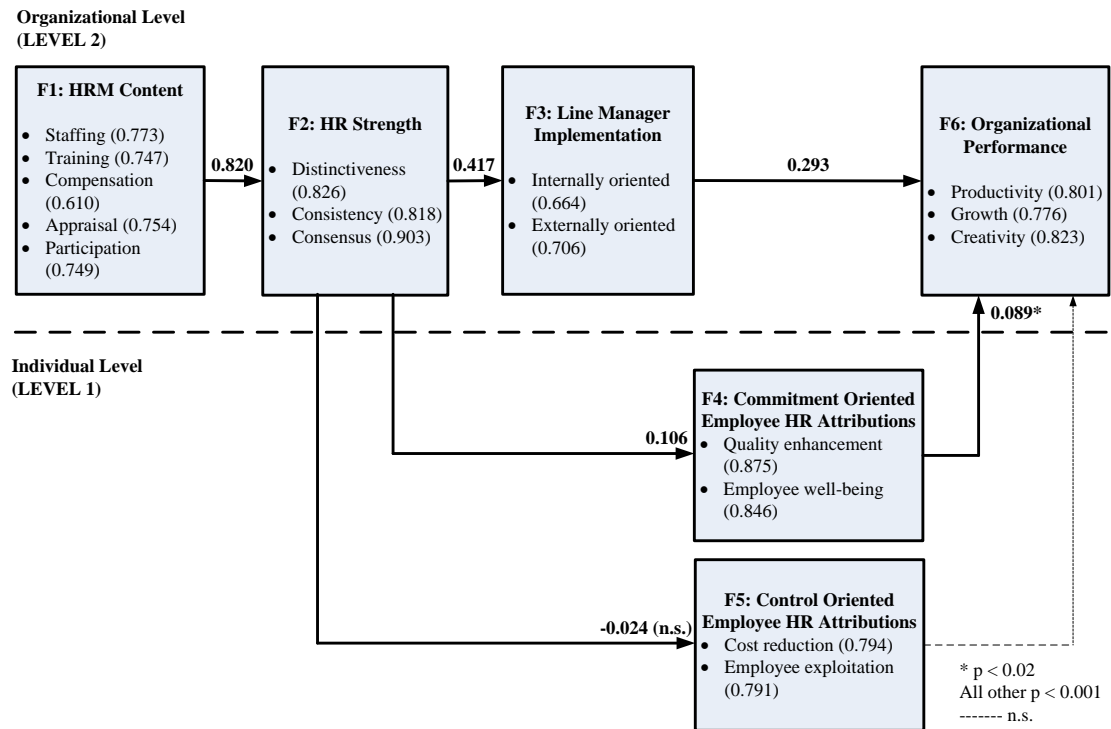 Organizational Level
(LEVEL 2)
F1: HRM Content
• Staffing (0.773)
• Training (0.747)
• Compensation
(0.610)
• Appraisal (0.754)
• Participation
(0.749)
0.820
F2: HR Strength
• Distinctiveness
(0.826)
• Consistency (0.818)
• Consensus (0.903)
0.417
F3: Line Manager
Implementation
• Internally oriented
(0.664)
• Externally oriented
(0.706)
0.293
F6: Organizational
Performance
• Productivity (0.801)
• Growth (0.776)
• Creativity (0.823)
0.089*
Individual Level
(LEVEL 1)
0.106
F4: Commitment Oriented
Employee HR Attributions
• Quality enhancement
(0.875)
• Employee well-being
(0.846)
-0.024 (n.s.)
F5: Control Oriented
Employee HR Attributions
• Cost reduction (0.794)
• Employee exploitation
(0.791)
* p < 0.02
All other p < 0.001
------- n.s.